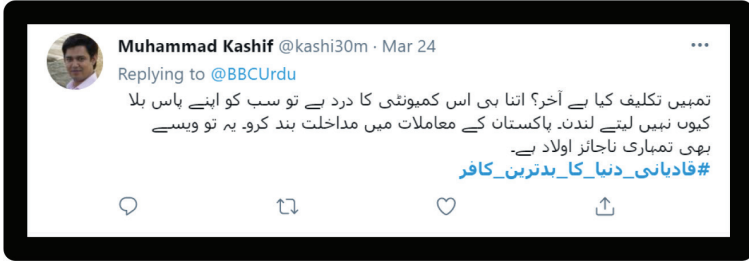 Muhammad Kashif @kashi30m · Mar 24
Replying to @BBCUrdu
تمہیں تکلیف کیا ہے آخر؟ اتنا ہی اس کمیونٹی کا درد ہے تو سب کو اپنے پاس بلا
کیوں نہیں لیتے لندن۔ پاکستان کے معاملات میں مداخلت بند کرو۔ یہ تو ویسے
بھی تمہاری ناجائز اولاد ہے۔
#قادیانی_دنیا_کا_بدترین_کافر